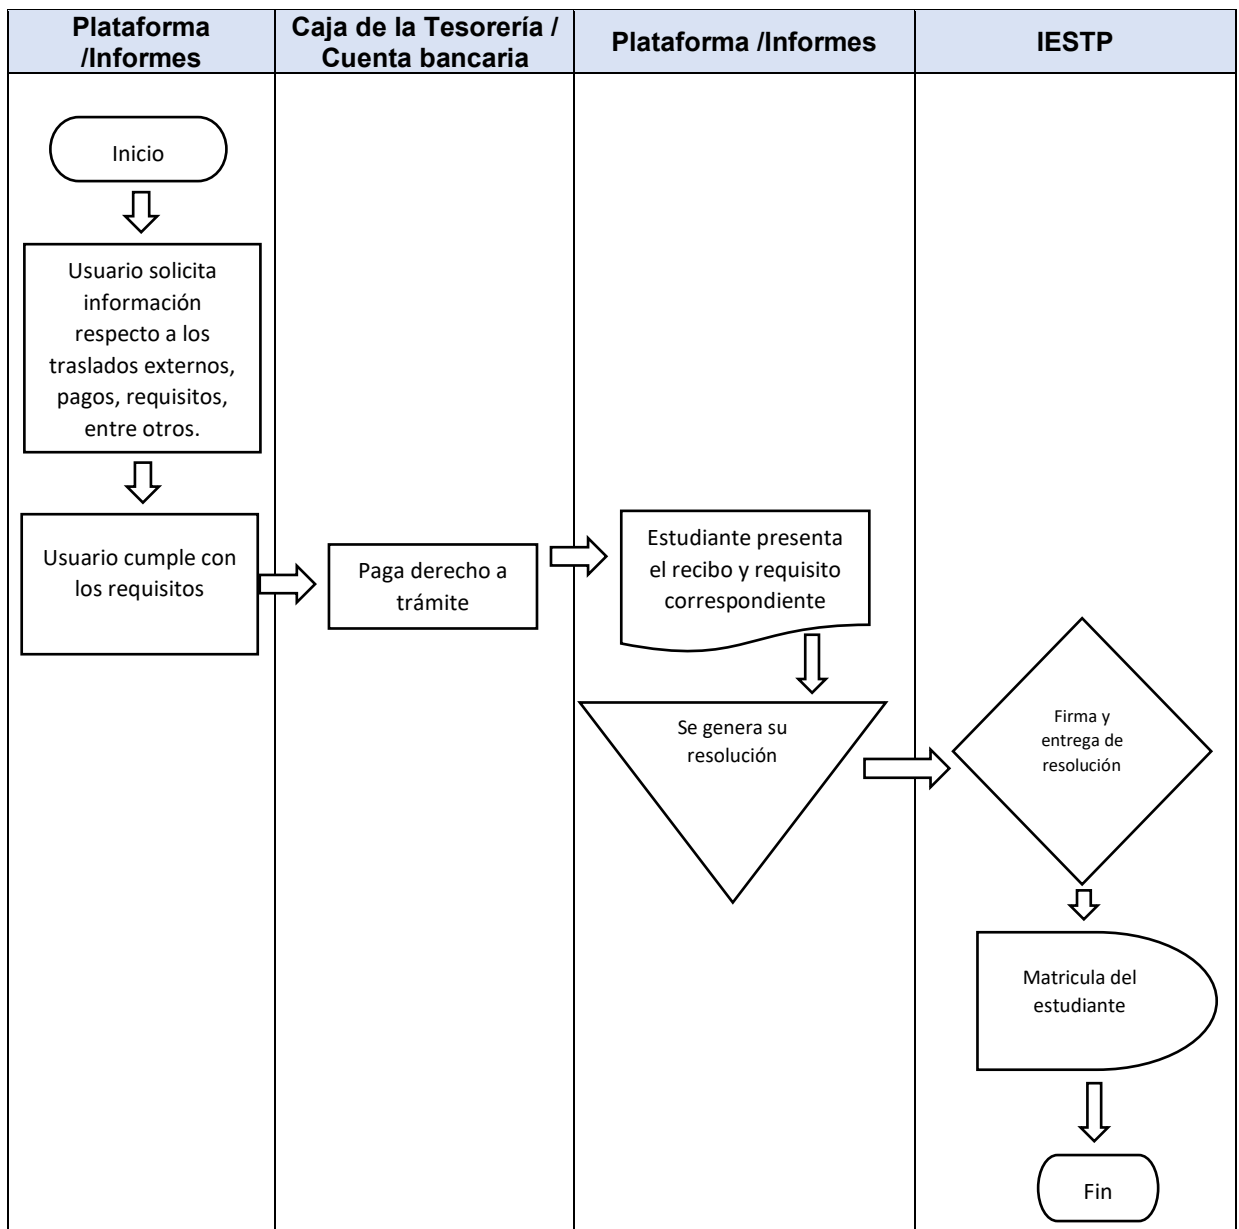 Plataforma
/Informes
Caja de la Tesorería /
Cuenta bancaria
Plataforma /Informes
IESTP
Inicio
Usuario solicita
información
respecto a los
traslados externos,
pagos, requisitos,
entre otros.
Usuario cumple con
los requisitos
Paga derecho a
trámite
Estudiante presenta
el recibo y requisito
correspondiente
Se genera su
resolución
Firma y
entrega de
resolución
Matricula del
estudiante
Fin